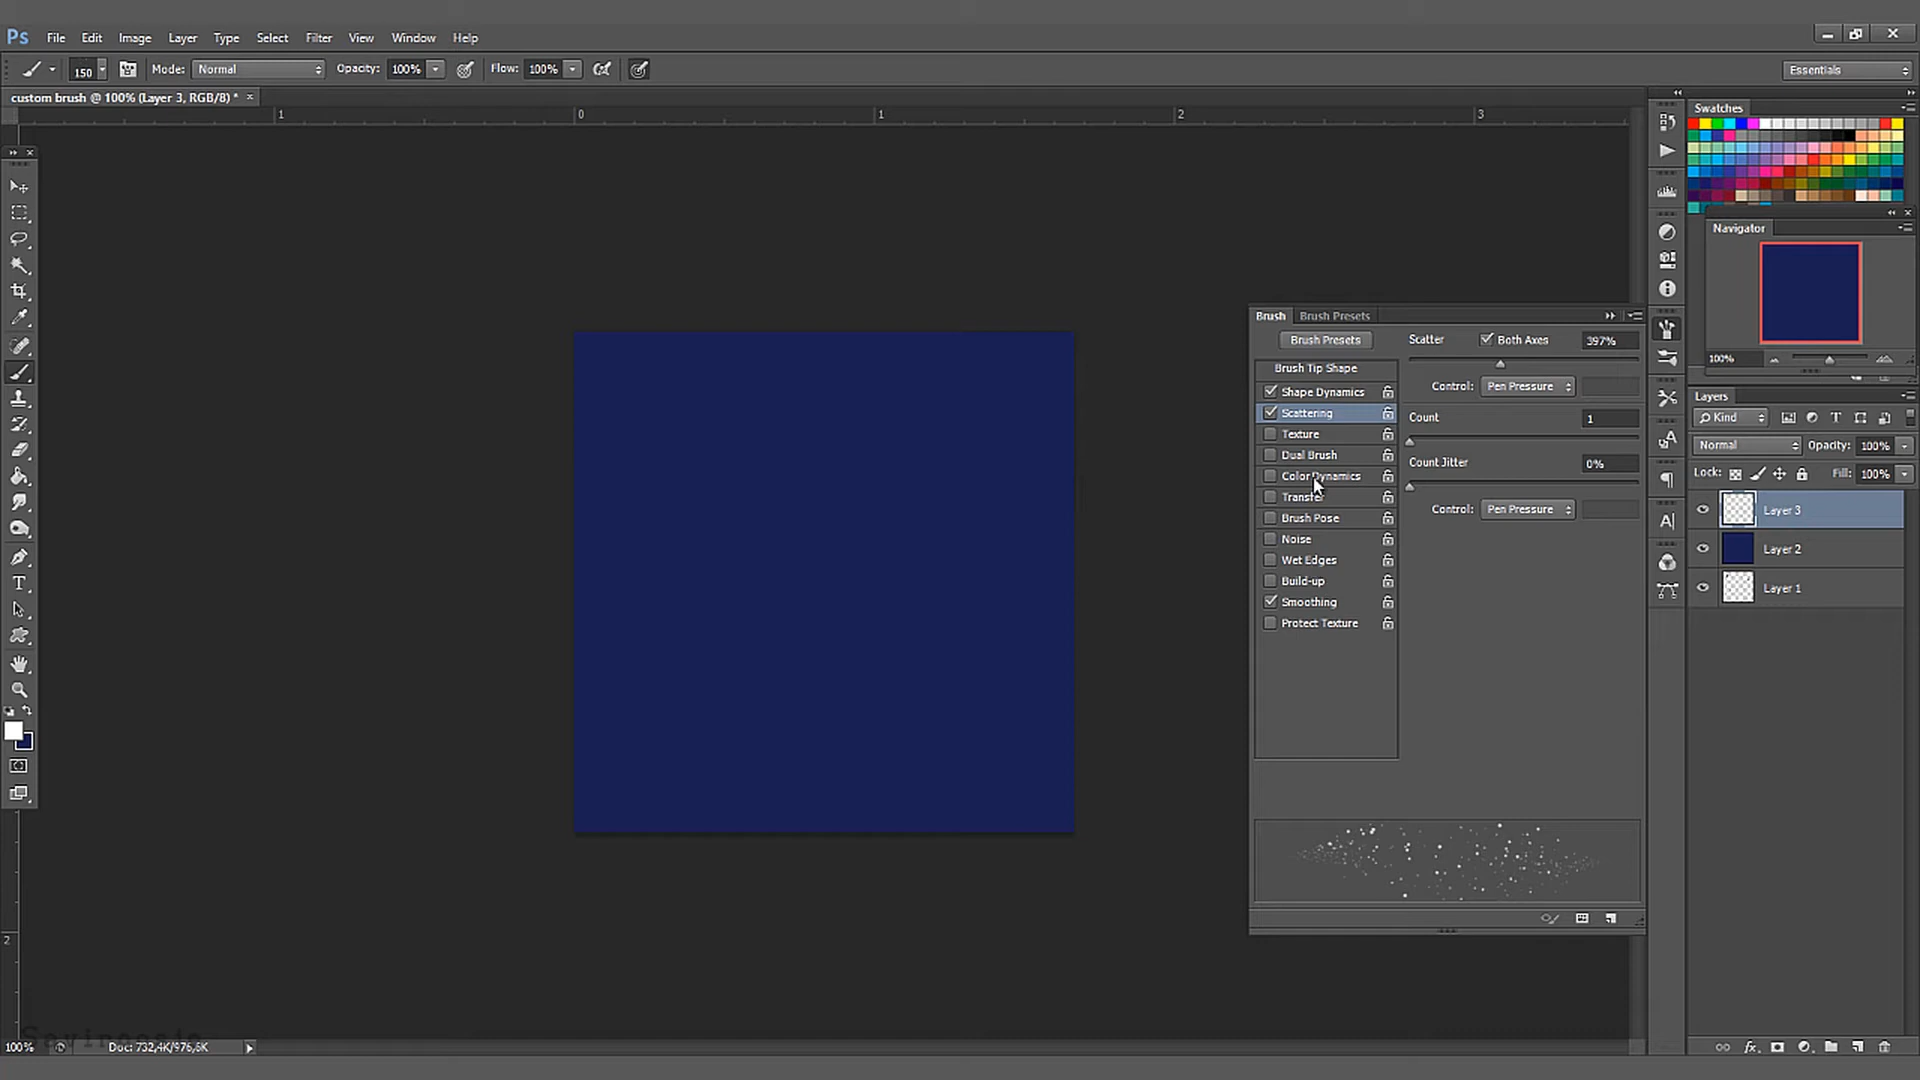 Ps File Edit Image Layer Type Select Filter View Window Help
150 Mode: Normal Opacity: 100% Flow: 100% Essentials
custom brush @ 100% (Layer 3, RGB/8) * ×
1 0 1 2 3
Swatches
Navigator
100%
Brush Brush Presets
Brush Presets Scatter Both Axes 397%
Brush Tip Shape
Control: Pen Pressure
Shape Dynamics
Scattering
Count 1
Texture
Dual Brush
Count Jitter 0%
Color Dynamics
Transfer
Control: Pen Pressure
Brush Pose
Noise
Wet Edges
Build-up
Smoothing
Protect Texture
Layers
Kind
Normal Opacity: 100%
Lock: Fill: 100%
Layer 3
Layer 2
Layer 1
2
100% Doc: 732,4K/976,6K